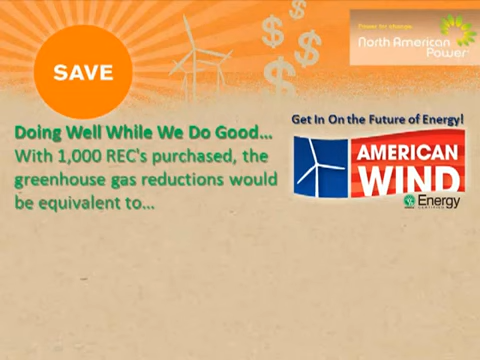 SAVE
Power for change.
North American
Power
Get In On the Future of Energy!
Doing Well While We Do Good...
With 1,000 REC's purchased, the
greenhouse gas reductions would
be equivalent to...
AMERICAN
WIND
Energy